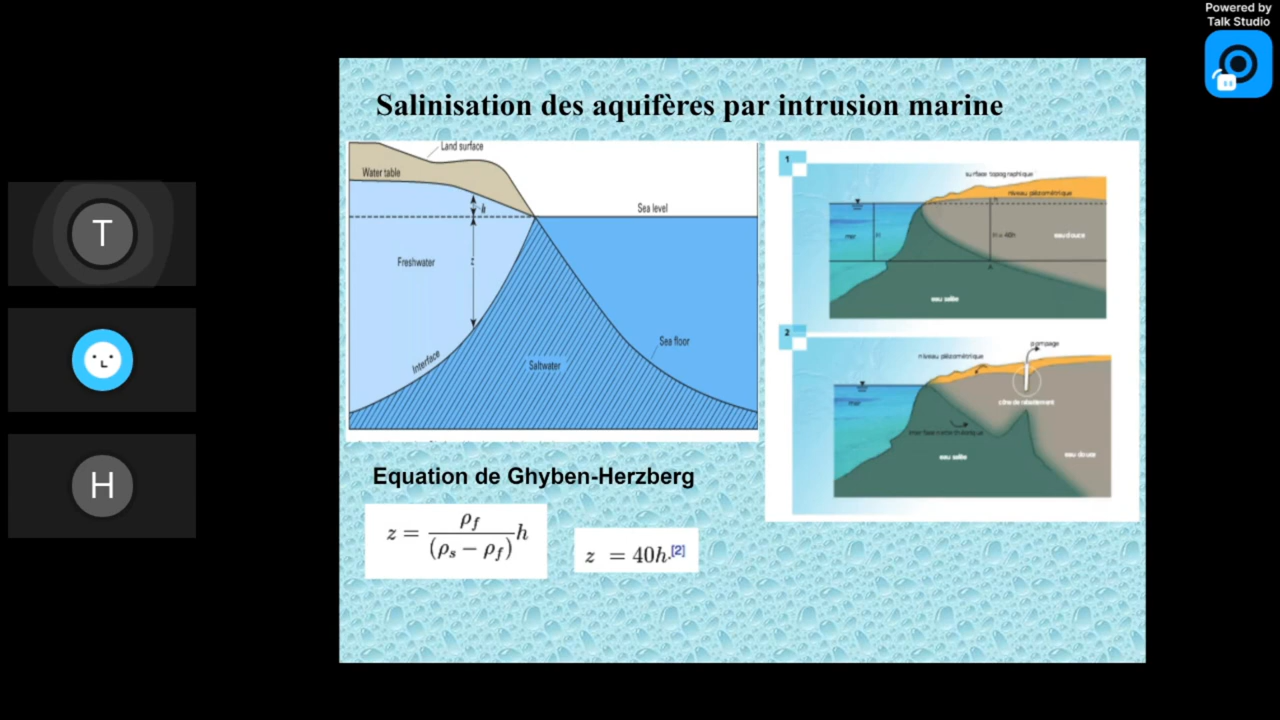 Powered by
Talk Studio
T
H
Salinisation des aquifères par intrusion marine
Land surface
Water table
h
Sea level
Freshwater
z
Interface
Saltwater
Sea floor
1
surface topographique
niveau piézométrique
h
mer
H
H = 40h
eau douce
A
eau salée
2
pompage
niveau piézométrique
mer
cône de rabattement
eau salée
eau douce
Equation de Ghyben-Herzberg
z = ρf / (ρs − ρf) h
z = 40h.[2]